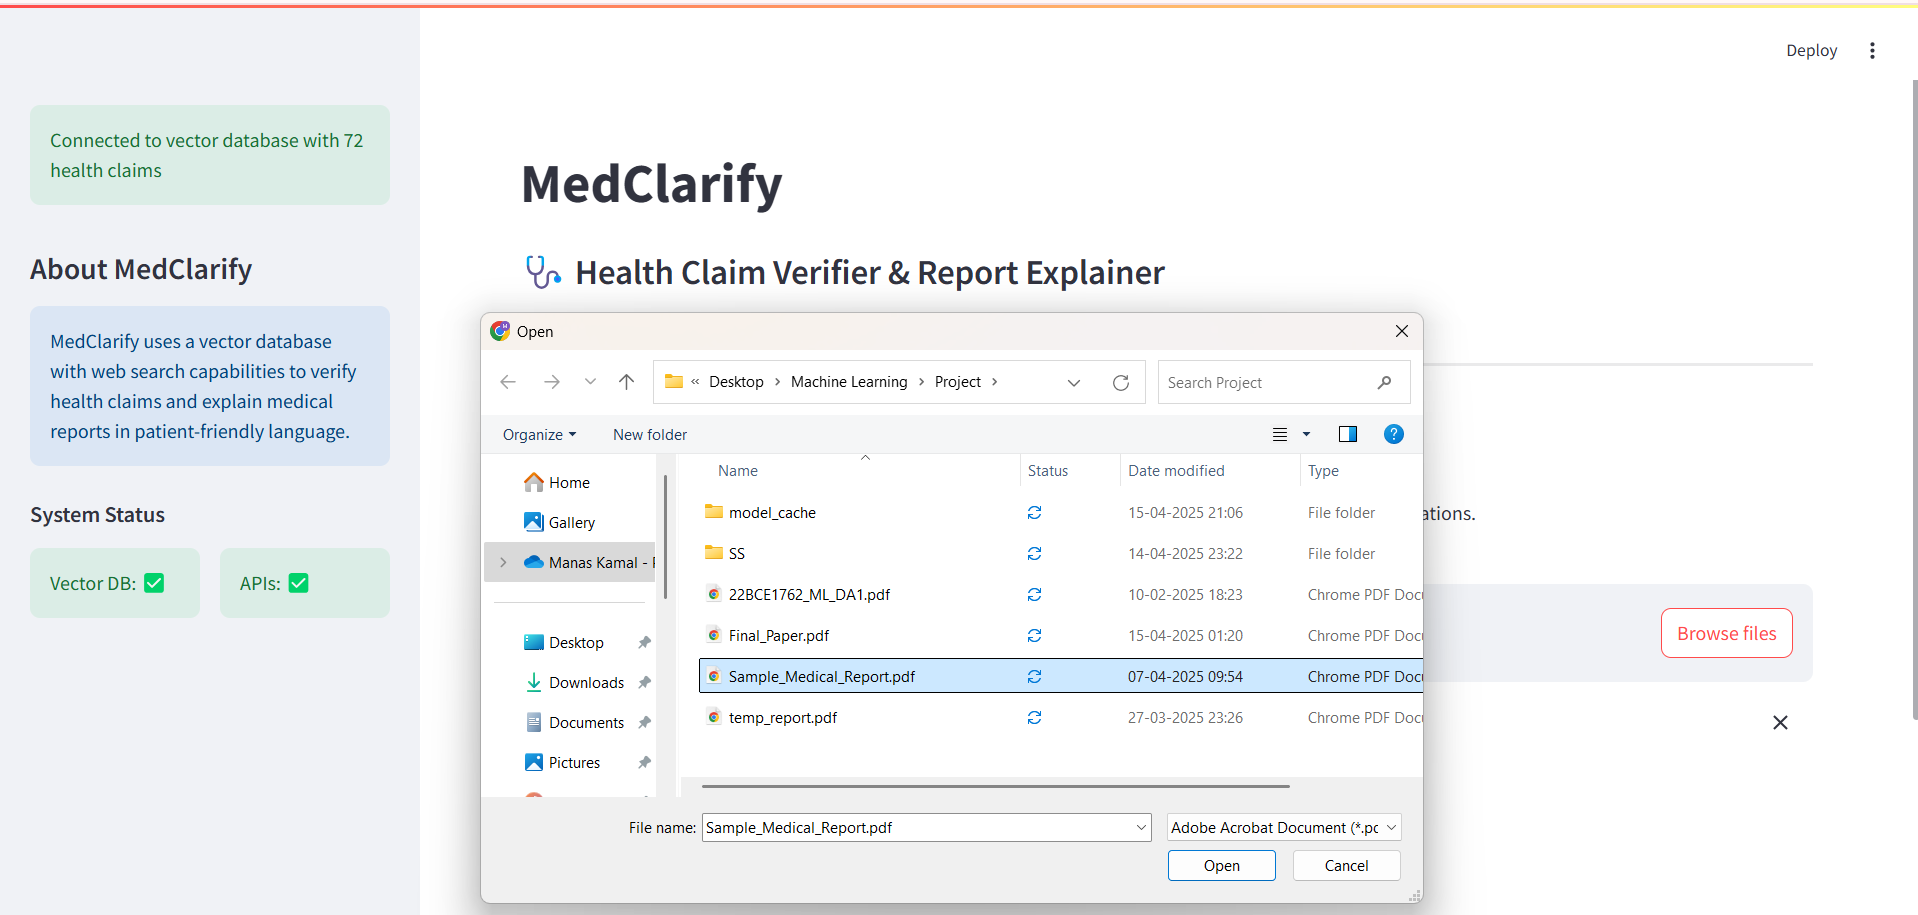 Deploy
Connected to vector database with 72
health claims
About MedClarify
MedClarify uses a vector database
with web search capabilities to verify
health claims and explain medical
reports in patient-friendly language.
System Status
Vector DB: ✅
APIs: ✅
MedClarify
🩺 Health Claim Verifier & Report Explainer
ations.
Browse files
Open
« Desktop > Machine Learning > Project >
Search Project
Organize
New folder
Home
Gallery
Manas Kamal -
Desktop
Downloads
Documents
Pictures
Name Status Date modified Type
model_cache 15-04-2025 21:06 File folder
SS 14-04-2025 23:22 File folder
22BCE1762_ML_DA1.pdf 10-02-2025 18:23 Chrome PDF Docu
Final_Paper.pdf 15-04-2025 01:20 Chrome PDF Docu
Sample_Medical_Report.pdf 07-04-2025 09:54 Chrome PDF Docu
temp_report.pdf 27-03-2025 23:26 Chrome PDF Docu
File name: Sample_Medical_Report.pdf
Adobe Acrobat Document (*.pc
Open
Cancel